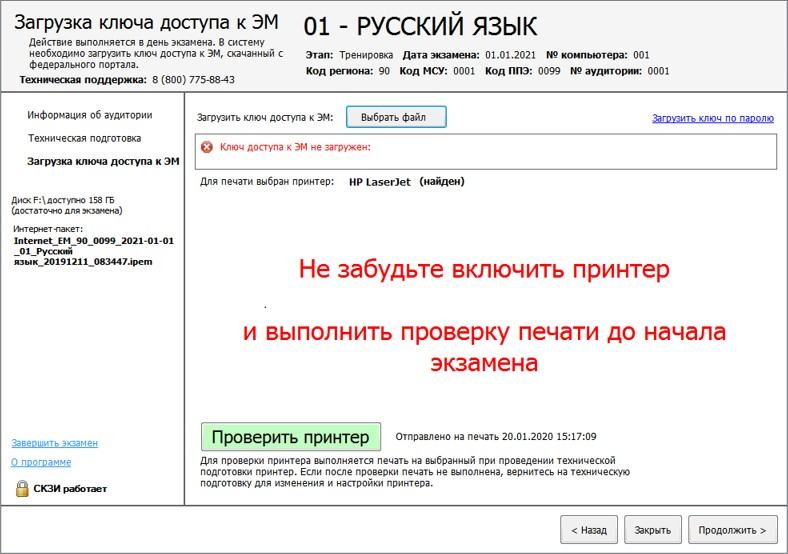 Загрузка ключа доступа к ЭМ
Действие выполняется в день экзамена. В систему
необходимо загрузить ключ доступа к ЭМ, скачанный с
федерального портала.
Техническая поддержка: 8 (800) 775-88-43
01 - РУССКИЙ ЯЗЫК
Этап: Тренировка Дата экзамена: 01.01.2021 № компьютера: 001
Код региона: 90 Код МСУ: 0001 Код ППЭ: 0099 № аудитории: 0001
Информация об аудитории
Техническая подготовка
Загрузка ключа доступа к ЭМ
Диск F:\ доступно 158 ГБ
(достаточно для экзамена)
Интернет-пакет:
Internet_EM_90_0099_2021-01-01
_01_Русский
язык_20191211_083447.ipem
Завершить экзамен
О программе
СКЗИ работает
Загрузить ключ доступа к ЭМ: Выбрать файл Загрузить ключ по паролю
Ключ доступа к ЭМ не загружен:
Для печати выбран принтер: HP LaserJet (найден)
Не забудьте включить принтер
и выполнить проверку печати до начала
экзамена
Проверить принтер Отправлено на печать 20.01.2020 15:17:09
Для проверки принтера выполняется печать на выбранный при проведении технической
подготовки принтер. Если после проверки печать не выполнена, вернитесь на техническую
подготовку для изменения и настройки принтера.
< Назад Закрыть Продолжить >